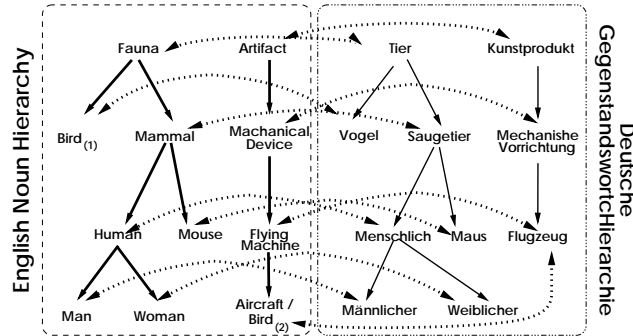 English Noun Hierarchy
Fauna Artifact Tier Kunstprodukt
Bird (1) Mammal Machanical Device Vogel Saugetier Mechanishe Vorrichtung
Human Mouse Flying Machine Menschlich Maus Flugzeug
Man Woman Aircraft / Bird (2) Männlicher Weiblicher
Deutsche
GegenstandswortcHierarchie